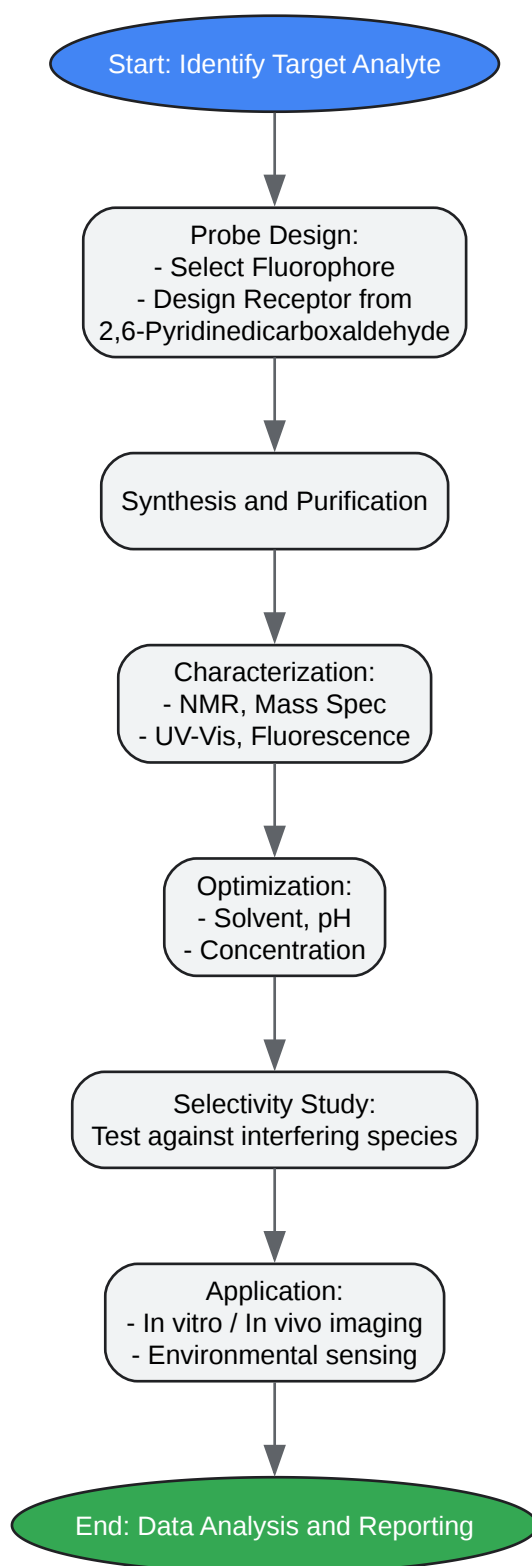 Start: Identify Target Analyte
Probe Design:
- Select Fluorophore
- Design Receptor from
2,6-Pyridinedicarboxaldehyde
Synthesis and Purification
Characterization:
- NMR, Mass Spec
- UV-Vis, Fluorescence
Optimization:
- Solvent, pH
- Concentration
Selectivity Study:
Test against interfering species
Application:
- In vitro / In vivo imaging
- Environmental sensing
End: Data Analysis and Reporting